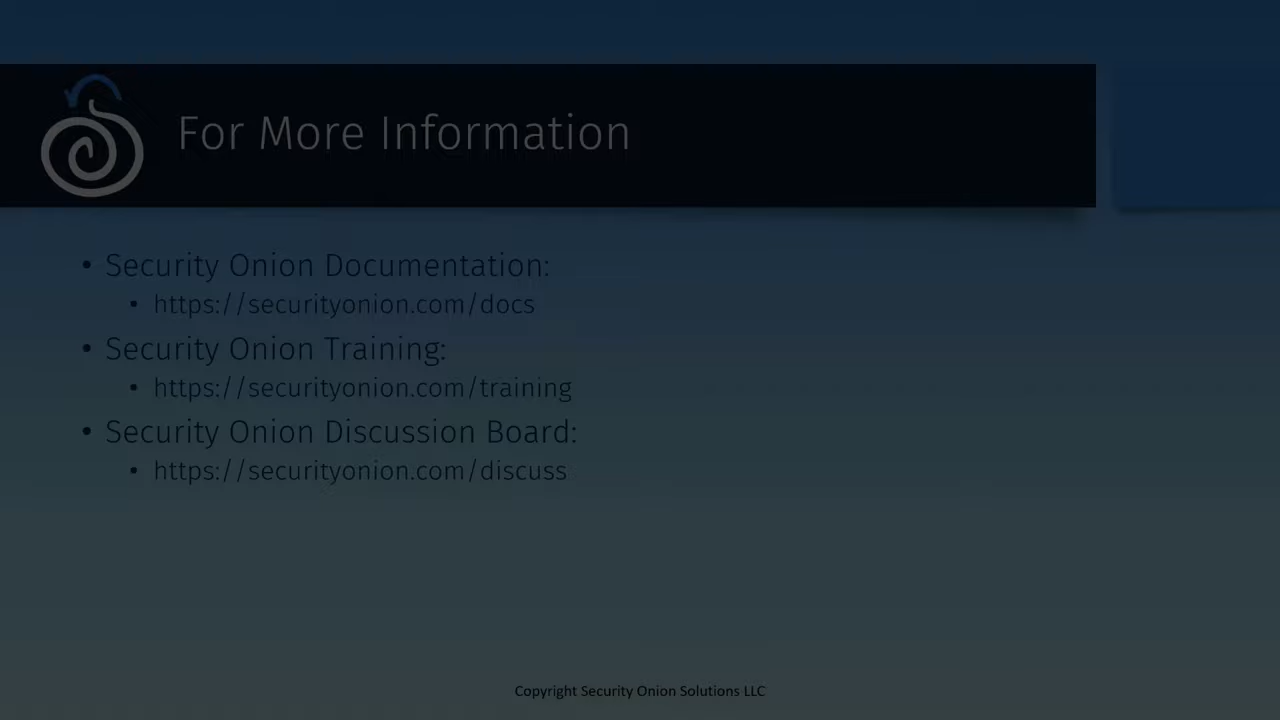 For More Information
• Security Onion Documentation:
• https://securityonion.com/docs
• Security Onion Training:
• https://securityonion.com/training
• Security Onion Discussion Board:
• https://securityonion.com/discuss
Copyright Security Onion Solutions LLC